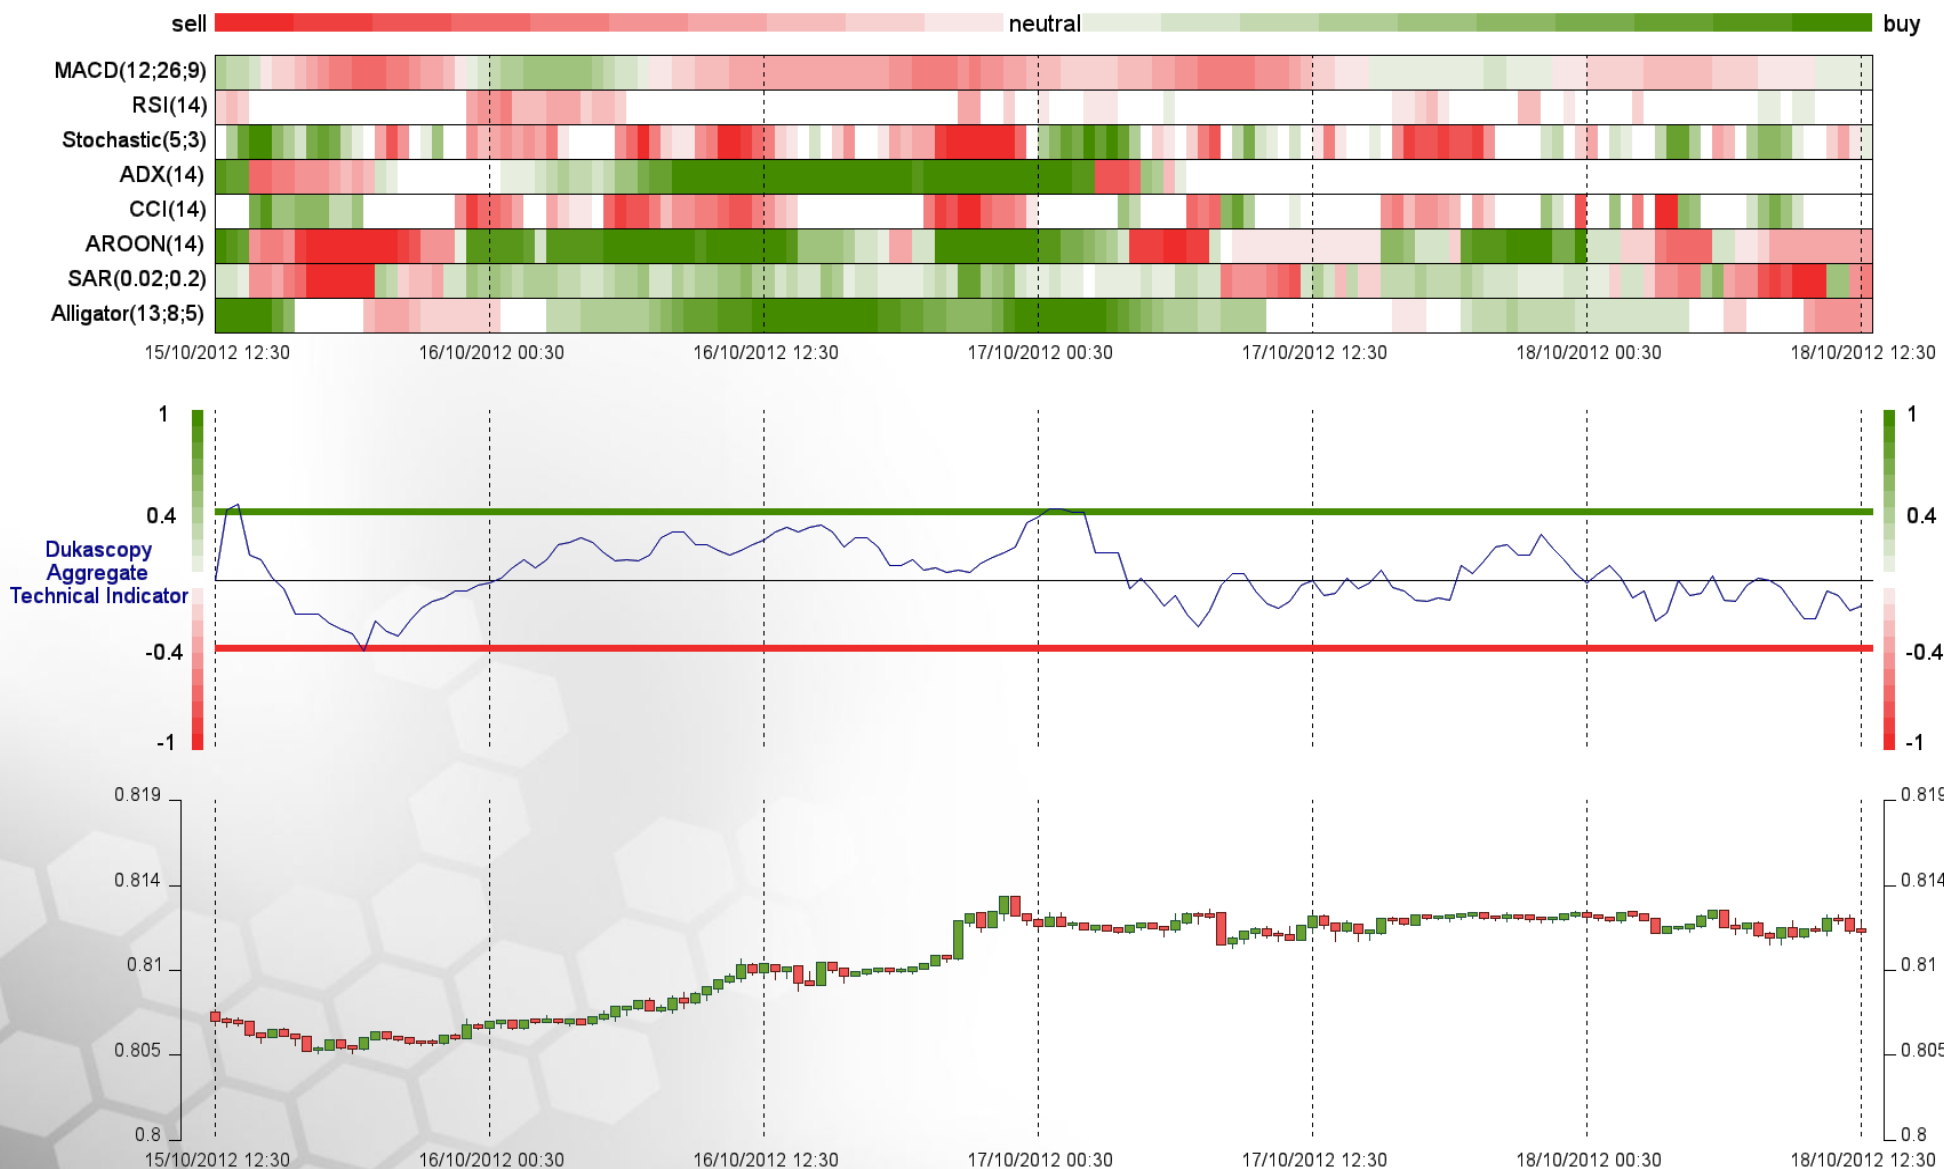 sell neutral buy
MACD(12;26;9)
RSI(14)
Stochastic(5;3)
ADX(14)
CCI(14)
AROON(14)
SAR(0.02;0.2)
Alligator(13;8;5)
15/10/2012 12:30 16/10/2012 00:30 16/10/2012 12:30 17/10/2012 00:30 17/10/2012 12:30 18/10/2012 00:30 18/10/2012 12:30
1 1
0.4 0.4
Dukascopy
Aggregate
Technical Indicator
-0.4 -0.4
-1 -1
0.819 0.819
0.814 0.814
0.81 0.81
0.805 0.805
0.8 0.8
15/10/2012 12:30 16/10/2012 00:30 16/10/2012 12:30 17/10/2012 00:30 17/10/2012 12:30 18/10/2012 00:30 18/10/2012 12:30